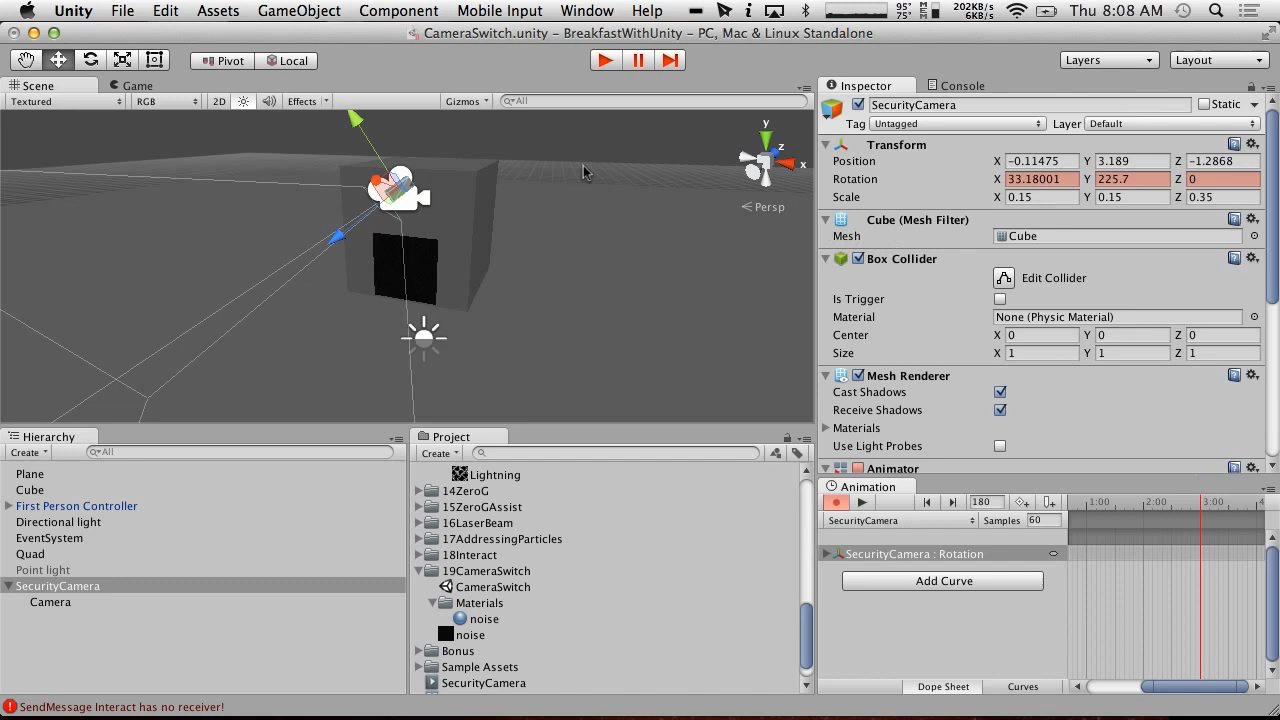 Unity File Edit Assets GameObject Component Mobile Input Window Help 95° 75° MEM 202KB/s 6KB/s Thu 8:08 AM
CameraSwitch.unity – BreakfastWithUnity – PC, Mac & Linux Standalone
Pivot Local Layers Layout
Scene Game
Textured RGB 2D Effects Gizmos All
y
z
x
Persp
Inspector Console
SecurityCamera Static
Tag Untagged Layer Default
Transform
Position X -0.11475 Y 3.189 Z -1.2868
Rotation X 33.18001 Y 225.7 Z 0
Scale X 0.15 Y 0.15 Z 0.35
Cube (Mesh Filter)
Mesh Cube
Box Collider
Edit Collider
Is Trigger
Material None (Physic Material)
Center X 0 Y 0 Z 0
Size X 1 Y 1 Z 1
Mesh Renderer
Cast Shadows
Receive Shadows
Materials
Use Light Probes
Animator
Hierarchy
Create All
Plane
Cube
First Person Controller
Directional light
EventSystem
Quad
Point light
SecurityCamera
Camera
Project
Create
Lightning
14ZeroG
15ZeroGAssist
16LaserBeam
17AddressingParticles
18Interact
19CameraSwitch
CameraSwitch
Materials
noise
noise
Bonus
Sample Assets
SecurityCamera
Animation
180 1:00 2:00 3:00 4
SecurityCamera Samples 60
SecurityCamera : Rotation
Add Curve
Dope Sheet Curves
SendMessage Interact has no receiver!